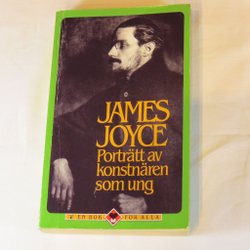 JAMES
JOYCE
Porträtt av
konstnären
som ung
EN BOK FÖR ALLA